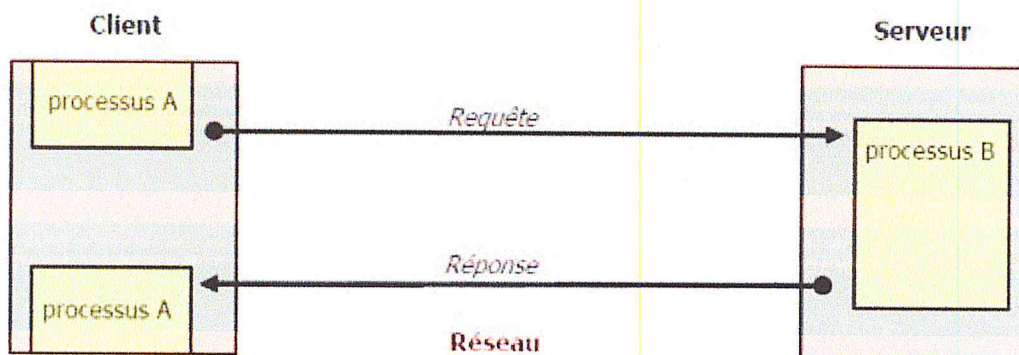 Client
Serveur
processus A
Requête
processus B
Réponse
processus A
Réseau